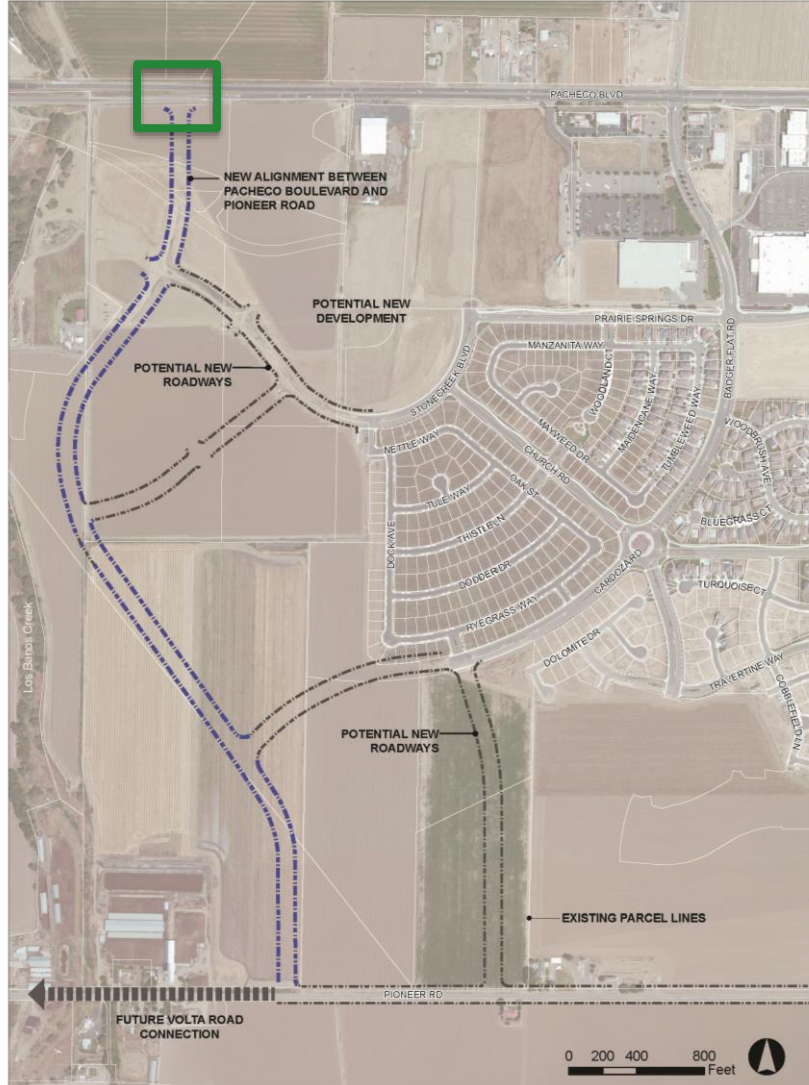 PACHECO BLVD
NEW ALIGNMENT BETWEEN
PACHECO BOULEVARD AND
PIONEER ROAD
POTENTIAL NEW
DEVELOPMENT
PRAIRIE SPRINGS DR
STONECREEK BLVD
MANZANITA WAY
WOODLAND CT
BADGER FLAT RD
POTENTIAL NEW
ROADWAYS
MAIDENCANE WAY
TUMBLEWEED WAY
MAYWEED DR
CHURCH RD
NETTLE WAY
WOODBRUSH AVE
OAK ST
TULE WAY
BLUEGRASS CT
THISTLE LN
DOCK AVE
DODDER DR
CARDOZA RD
TURQUOISE CT
RYEGRASS WAY
DOLOMITE DR
TRAVERTINE WAY
COBBLEFIELD LN
Los Banos Creek
POTENTIAL NEW
ROADWAYS
EXISTING PARCEL LINES
PIONEER RD
FUTURE VOLTA ROAD
CONNECTION
0 200 400 800
Feet